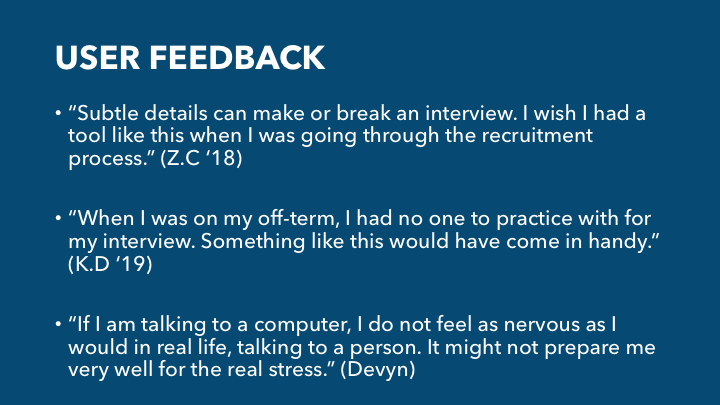 USER FEEDBACK
• “Subtle details can make or break an interview. I wish I had a
tool like this when I was going through the recruitment
process.” (Z.C ‘18)
• “When I was on my off-term, I had no one to practice with for
my interview. Something like this would have come in handy.”
(K.D ‘19)
• “If I am talking to a computer, I do not feel as nervous as I
would in real life, talking to a person. It might not prepare me
very well for the real stress.” (Devyn)